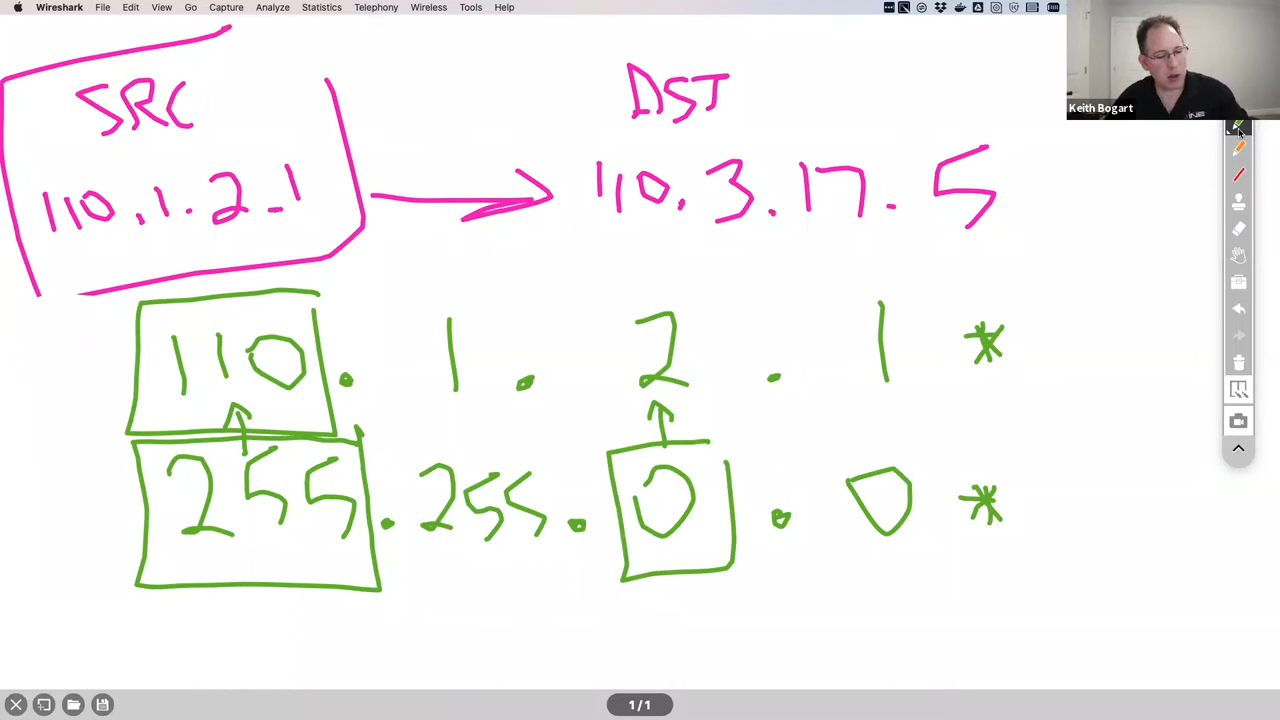 Wireshark File Edit View Go Capture Analyze Statistics Telephony Wireless Tools Help
Keith Bogart
INE
SRC DST
110.1.2.1 110.3.17.5
110.1.2.1 *
255.255.0.0 *
1/1